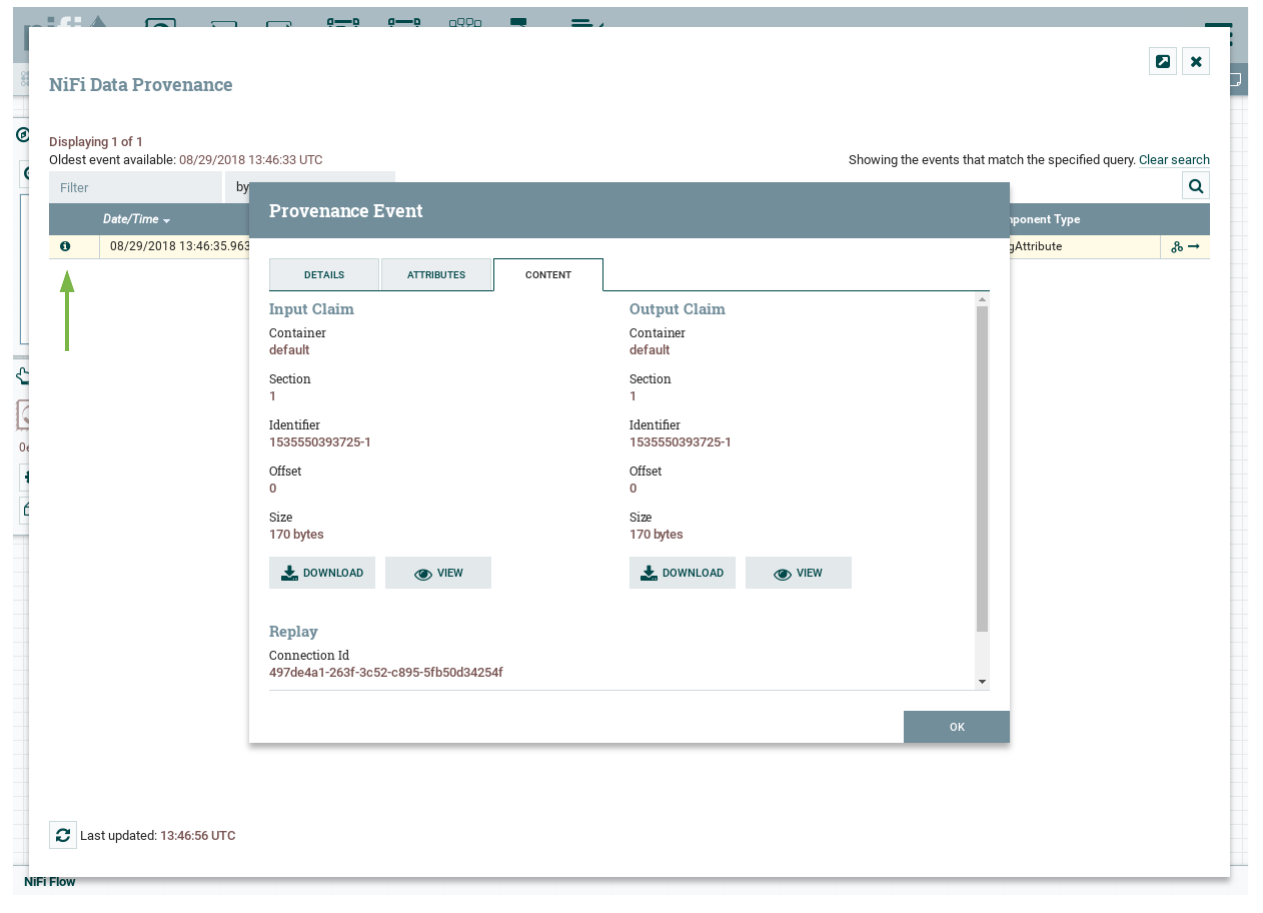 nifi
NiFi Data Provenance
Displaying 1 of 1
Oldest event available: 08/29/2018 13:46:33 UTC
Showing the events that match the specified query. Clear search
Filter
by
Date/Time
Component Type
08/29/2018 13:46:35.963
gAttribute
Provenance Event
DETAILS
ATTRIBUTES
CONTENT
Input Claim
Container
default
Section
1
Identifier
1535550393725-1
Offset
0
Size
170 bytes
DOWNLOAD
VIEW
Output Claim
Container
default
Section
1
Identifier
1535550393725-1
Offset
0
Size
170 bytes
DOWNLOAD
VIEW
Replay
Connection Id
497de4a1-263f-3c52-c895-5fb50d34254f
OK
Last updated: 13:46:56 UTC
NiFi Flow